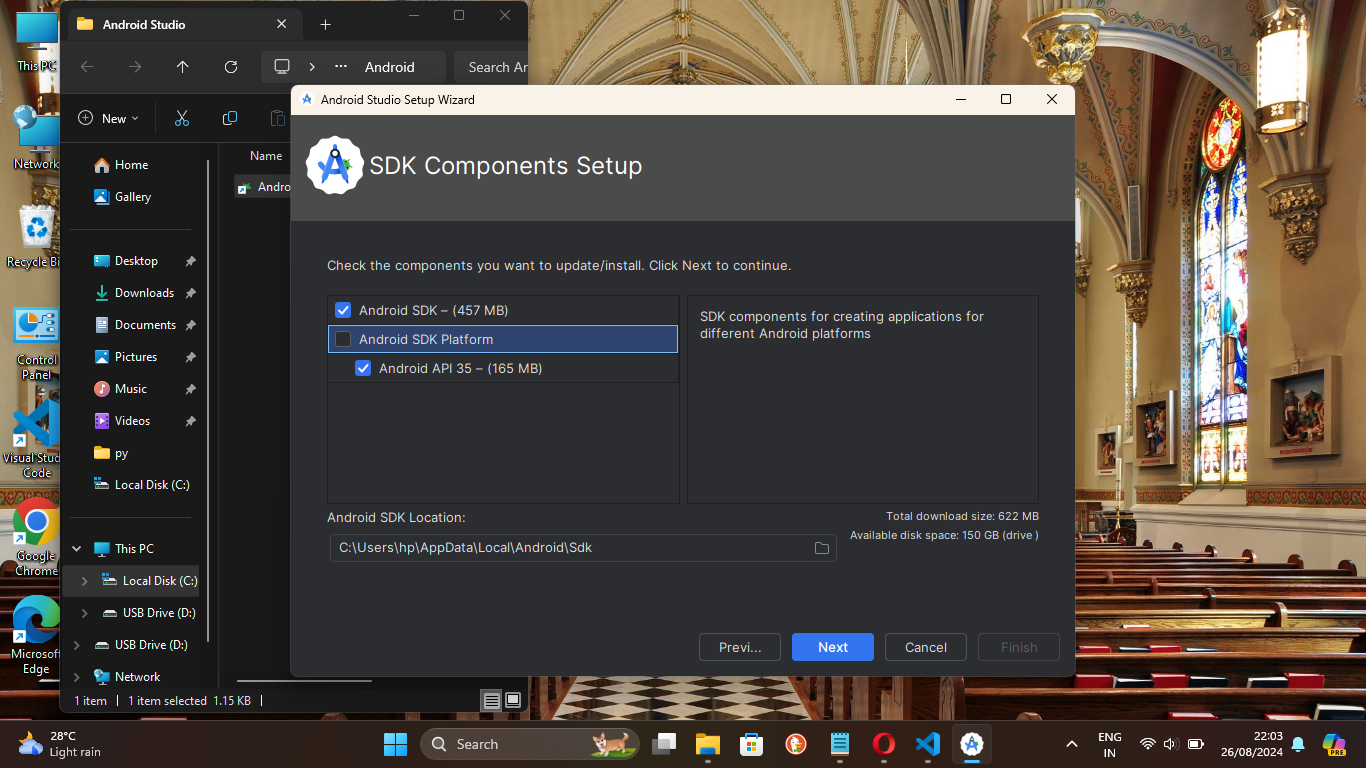 This PC
Network
Recycle Bi
Control
Panel
Visual Stud
Code
Google
Chrome
Microsof
Edge
Android Studio
Android
Search Ar
New
Name
Andro
Home
Gallery
Desktop
Downloads
Documents
Pictures
Music
Videos
py
Local Disk (C:)
This PC
Local Disk (C:)
USB Drive (D:)
USB Drive (D:)
Network
1 item
1 item selected 1.15 KB
Android Studio Setup Wizard
SDK Components Setup
Check the components you want to update/install. Click Next to continue.
Android SDK – (457 MB)
Android SDK Platform
Android API 35 – (165 MB)
SDK components for creating applications for
different Android platforms
Android SDK Location:
C:\Users\hp\AppData\Local\Android\Sdk
Total download size: 622 MB
Available disk space: 150 GB (drive )
Previ...
Next
Cancel
Finish
28°C
Light rain
Search
ENG
IN
22:03
26/08/2024
PRE